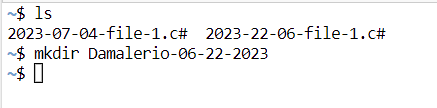 ~$ ls
2023-07-04-file-1.c#  2023-22-06-file-1.c#
~$ mkdir Damalerio-06-22-2023
~$